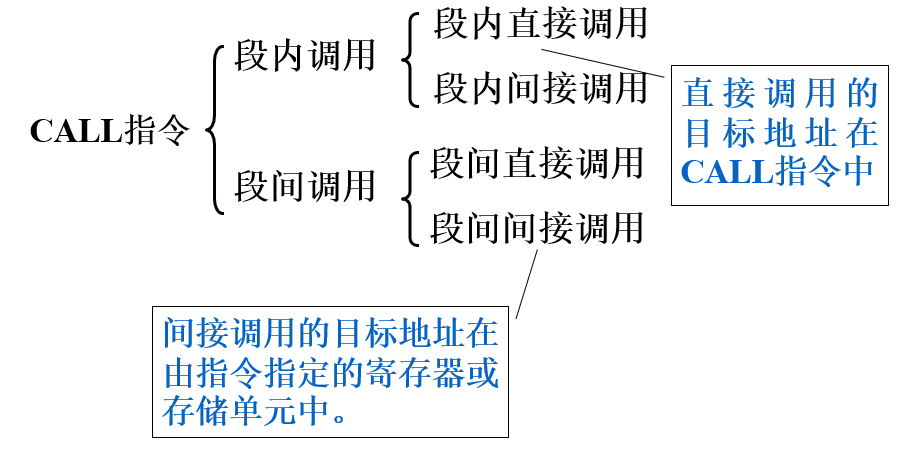 段内直接调用
段内调用
段内间接调用
直接调用的
目标地址在
CALL指令中
CALL指令
段间直接调用
段间调用
段间间接调用
间接调用的目标地址在
由指令指定的寄存器或
存储单元中。